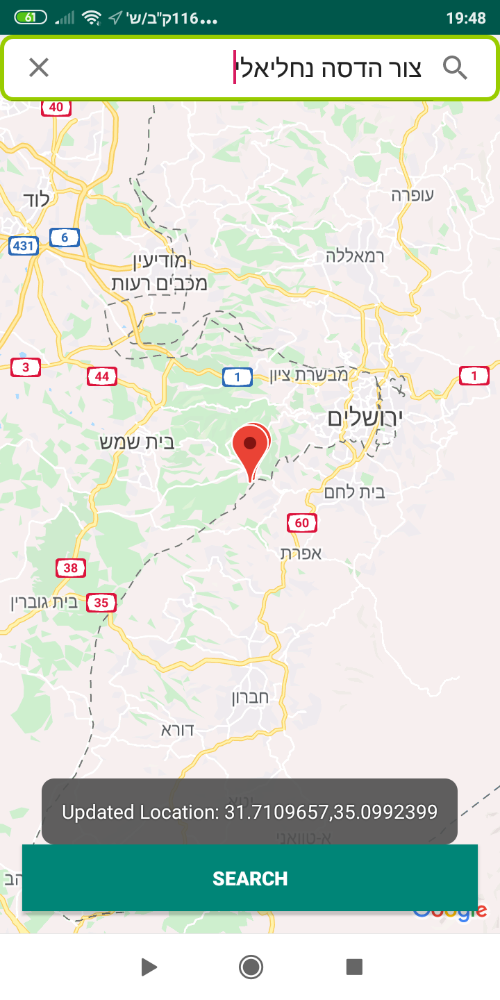 61 116ק"ב/ש'... 19:48
צור הדסה נחליאלי
40
לוד
עופרה
6
431
רמאללה
מודיעין
מכבים רעות
3
44
1
מבשרת ציון
1
ירושלים
בית שמש
בית לחם
60
אפרת
38
בית גוברין
35
חברון
דורא
Updated Location: 31.7109657,35.0992399
א-טוואני
SEARCH
Google